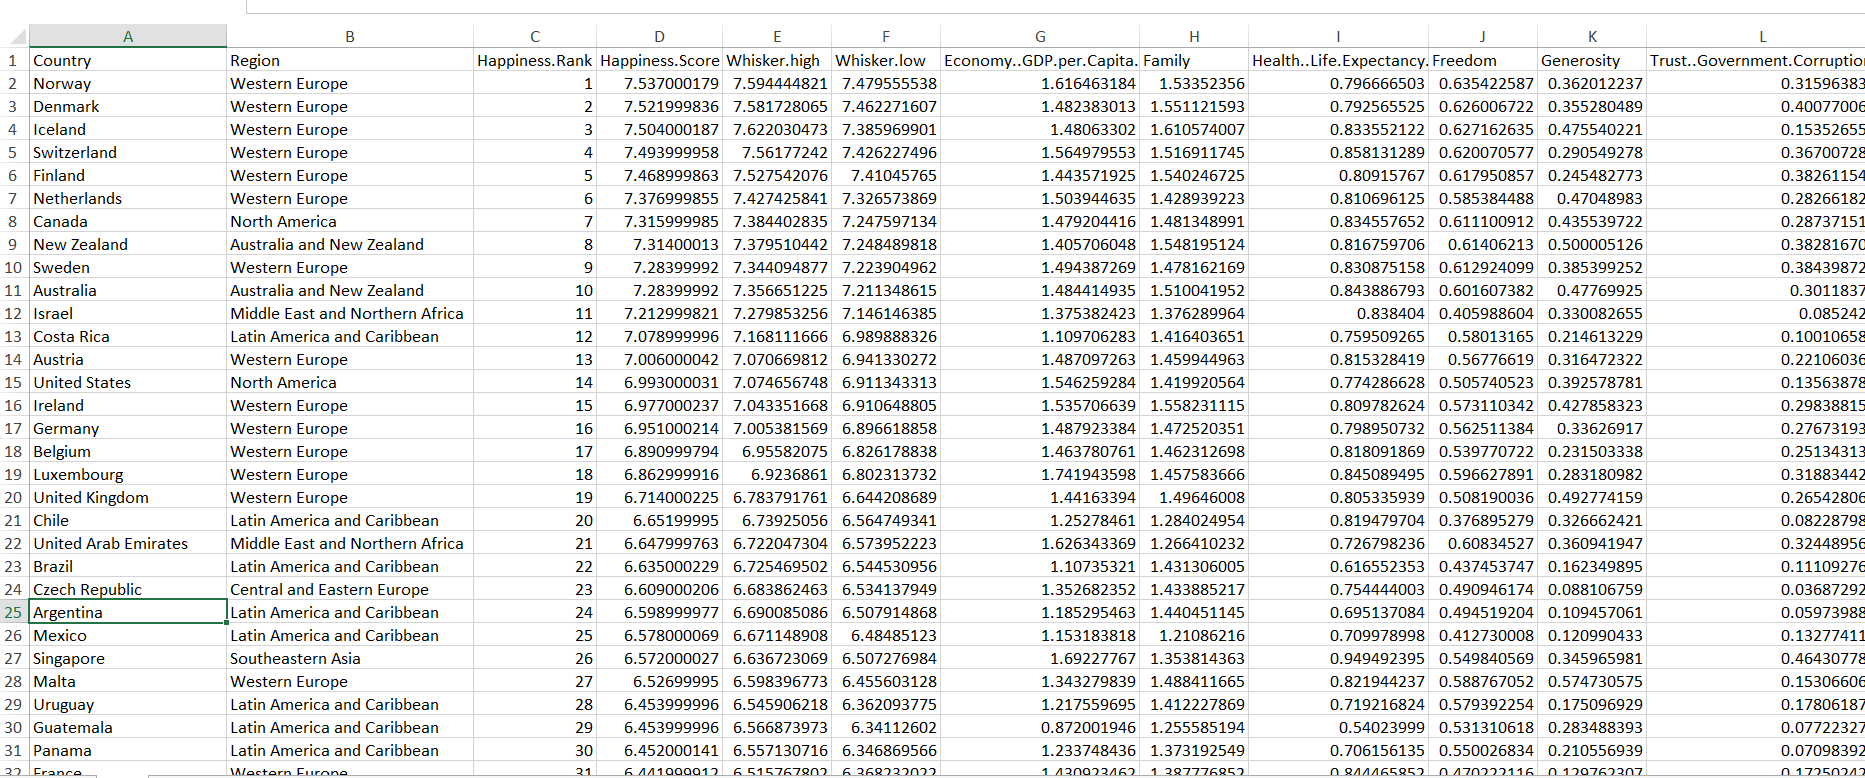 A B C D E F G H I J K L
1 Country Region Happiness.Rank Happiness.Score Whisker.high Whisker.low Economy..GDP.per.Capita. Family Health..Life.Expectancy. Freedom Generosity Trust..Government.Corruptio
2 Norway Western Europe 1 7.537000179 7.594444821 7.479555538 1.616463184 1.53352356 0.796666503 0.635422587 0.362012237 0.31596383
3 Denmark Western Europe 2 7.521999836 7.581728065 7.462271607 1.482383013 1.551121593 0.792565525 0.626006722 0.355280489 0.40077006
4 Iceland Western Europe 3 7.504000187 7.622030473 7.385969901 1.48063302 1.610574007 0.833552122 0.627162635 0.475540221 0.15352655
5 Switzerland Western Europe 4 7.493999958 7.56177242 7.426227496 1.564979553 1.516911745 0.858131289 0.620070577 0.290549278 0.36700728
6 Finland Western Europe 5 7.468999863 7.527542076 7.41045765 1.443571925 1.540246725 0.80915767 0.617950857 0.245482773 0.38261154
7 Netherlands Western Europe 6 7.376999855 7.427425841 7.326573869 1.503944635 1.428939223 0.810696125 0.585384488 0.47048983 0.28266182
8 Canada North America 7 7.315999985 7.384402835 7.247597134 1.479204416 1.481348991 0.834557652 0.611100912 0.435539722 0.28737151
9 New Zealand Australia and New Zealand 8 7.31400013 7.379510442 7.248489818 1.405706048 1.548195124 0.816759706 0.61406213 0.500005126 0.38281670
10 Sweden Western Europe 9 7.28399992 7.344094877 7.223904962 1.494387269 1.478162169 0.830875158 0.612924099 0.385399252 0.38439872
11 Australia Australia and New Zealand 10 7.28399992 7.356651225 7.211348615 1.484414935 1.510041952 0.843886793 0.601607382 0.47769925 0.3011837
12 Israel Middle East and Northern Africa 11 7.212999821 7.279853256 7.146146385 1.375382423 1.376289964 0.838404 0.405988604 0.330082655 0.085242
13 Costa Rica Latin America and Caribbean 12 7.078999996 7.168111666 6.989888326 1.109706283 1.416403651 0.759509265 0.58013165 0.214613229 0.10010658
14 Austria Western Europe 13 7.006000042 7.070669812 6.941330272 1.487097263 1.459944963 0.815328419 0.56776619 0.316472322 0.22106036
15 United States North America 14 6.993000031 7.074656748 6.911343313 1.546259284 1.419920564 0.774286628 0.505740523 0.392578781 0.13563878
16 Ireland Western Europe 15 6.977000237 7.043351668 6.910648805 1.535706639 1.558231115 0.809782624 0.573110342 0.427858323 0.29838815
17 Germany Western Europe 16 6.951000214 7.005381569 6.896618858 1.487923384 1.472520351 0.798950732 0.562511384 0.33626917 0.27673193
18 Belgium Western Europe 17 6.890999794 6.95582075 6.826178838 1.463780761 1.462312698 0.818091869 0.539770722 0.231503338 0.25134313
19 Luxembourg Western Europe 18 6.862999916 6.9236861 6.802313732 1.741943598 1.457583666 0.845089495 0.596627891 0.283180982 0.31883442
20 United Kingdom Western Europe 19 6.714000225 6.783791761 6.644208689 1.44163394 1.49646008 0.805335939 0.508190036 0.492774159 0.26542806
21 Chile Latin America and Caribbean 20 6.65199995 6.73925056 6.564749341 1.25278461 1.284024954 0.819479704 0.376895279 0.326662421 0.08228798
22 United Arab Emirates Middle East and Northern Africa 21 6.647999763 6.722047304 6.573952223 1.626343369 1.266410232 0.726798236 0.60834527 0.360941947 0.32448956
23 Brazil Latin America and Caribbean 22 6.635000229 6.725469502 6.544530956 1.10735321 1.431306005 0.616552353 0.437453747 0.162349895 0.11109276
24 Czech Republic Central and Eastern Europe 23 6.609000206 6.683862463 6.534137949 1.352682352 1.433885217 0.754444003 0.490946174 0.088106759 0.03687292
25 Argentina Latin America and Caribbean 24 6.598999977 6.690085086 6.507914868 1.185295463 1.440451145 0.695137084 0.494519204 0.109457061 0.05973988
26 Mexico Latin America and Caribbean 25 6.578000069 6.671148908 6.48485123 1.153183818 1.21086216 0.709978998 0.412730008 0.120990433 0.13277411
27 Singapore Southeastern Asia 26 6.572000027 6.636723069 6.507276984 1.69227767 1.353814363 0.949492395 0.549840569 0.345965981 0.46430778
28 Malta Western Europe 27 6.52699995 6.598396773 6.455603128 1.343279839 1.488411665 0.821944237 0.588767052 0.574730575 0.15306606
29 Uruguay Latin America and Caribbean 28 6.453999996 6.545906218 6.362093775 1.217559695 1.412227869 0.719216824 0.579392254 0.175096929 0.17806187
30 Guatemala Latin America and Caribbean 29 6.453999996 6.566873973 6.34112602 0.872001946 1.255585194 0.54023999 0.531310618 0.283488393 0.07722327
31 Panama Latin America and Caribbean 30 6.452000141 6.557130716 6.346869566 1.233748436 1.373192549 0.706156135 0.550026834 0.210556939 0.07098392
32 France Western Europe 31 6.441999912 6.515767802 6.368232022 1.430923462 1.387776852 0.844465852 0.470222116 0.129762307 0.17250242